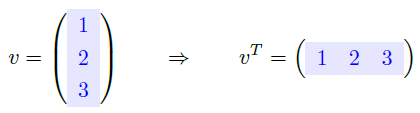 v = ( 1 2 3 ) ⇒ v^T = ( 1 2 3 )